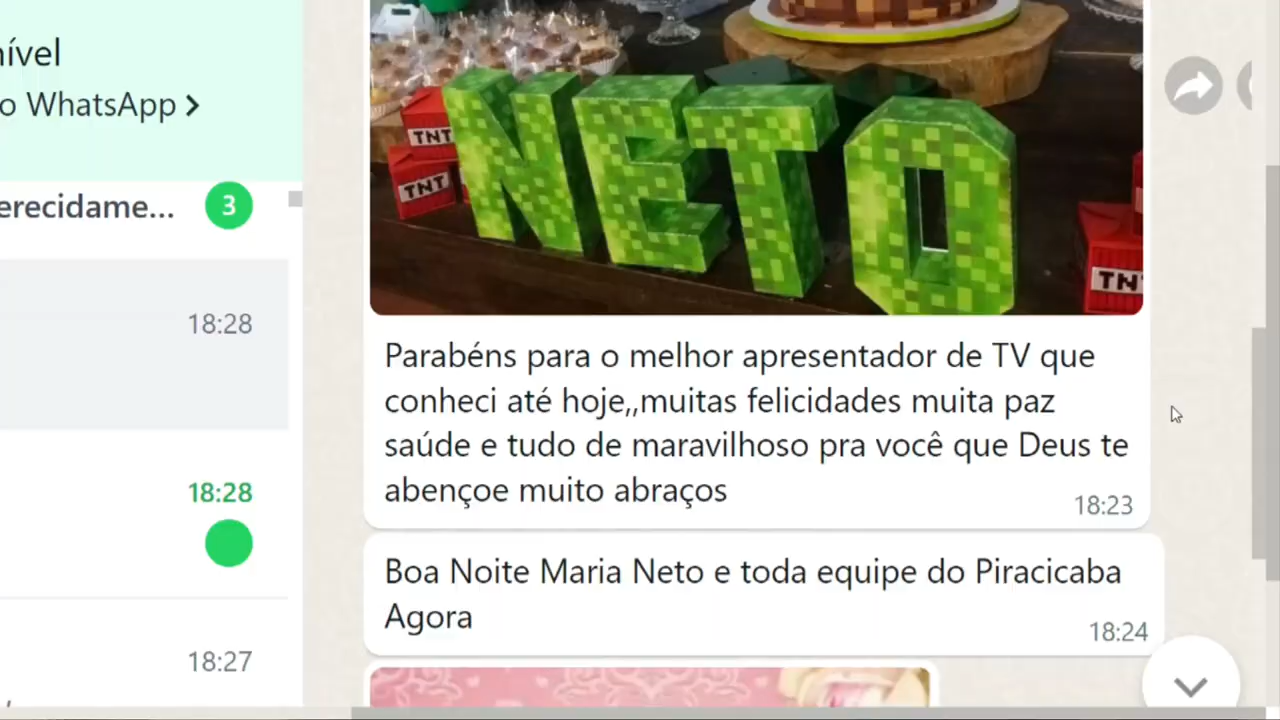 nível
o WhatsApp
erecidame...
3
18:28
18:28
18:27
NETO
TNT
TNT
TN
Parabéns para o melhor apresentador de TV que
conheci até hoje,,muitas felicidades muita paz
saúde e tudo de maravilhoso pra você que Deus te
abençoe muito abraços
18:23
Boa Noite Maria Neto e toda equipe do Piracicaba
Agora
18:24